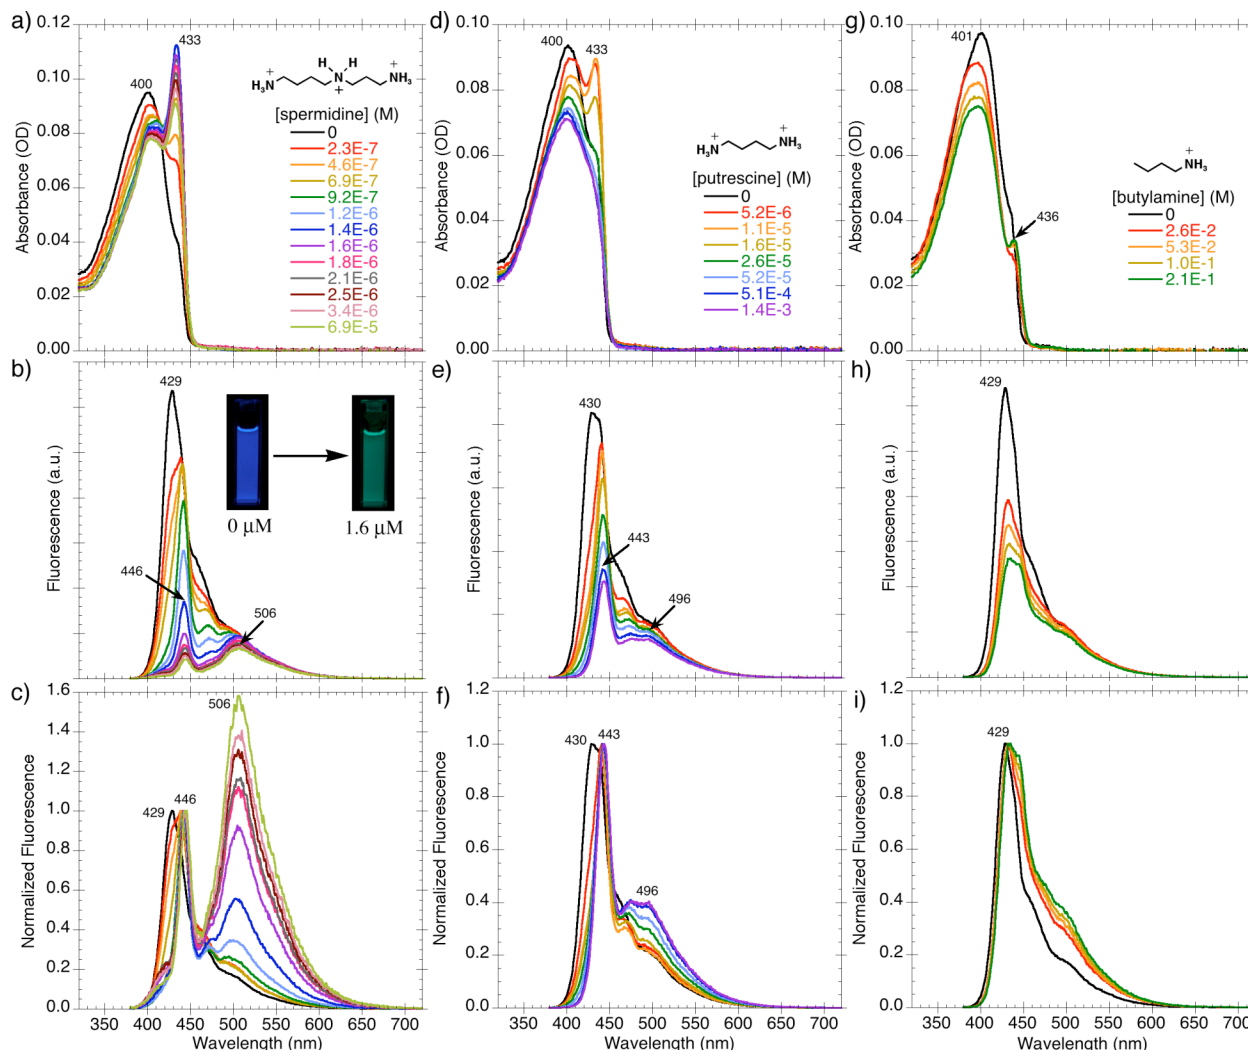 a)
0.12
0.10
0.08
0.06
0.04
0.02
0.00
Absorbance (OD)
400
433
H H
+
H3N
N
+
+
NH3
[spermidine] (M)
0
2.3E-7
4.6E-7
6.9E-7
9.2E-7
1.2E-6
1.4E-6
1.6E-6
1.8E-6
2.1E-6
2.5E-6
3.4E-6
6.9E-5
d)
0.10
0.08
0.06
0.04
0.02
0.00
Absorbance (OD)
400
433
+
H3N
+
NH3
[putrescine] (M)
0
5.2E-6
1.1E-5
1.6E-5
2.6E-5
5.2E-5
5.1E-4
1.4E-3
g)
0.10
0.08
0.06
0.04
0.02
0.00
Absorbance (OD)
401
436
+
NH3
[butylamine] (M)
0
2.6E-2
5.3E-2
1.0E-1
2.1E-1
b)
Fluorescence (a.u.)
429
446
506
0 µM
1.6 µM
e)
Fluorescence (a.u.)
430
443
496
h)
Fluorescence (a.u.)
429
c)
1.6
1.4
1.2
1.0
0.8
0.6
0.4
0.2
0.0
Normalized Fluorescence
429
446
506
350 400 450 500 550 600 650 700
Wavelength (nm)
f)
1.2
1.0
0.8
0.6
0.4
0.2
0.0
Normalized Fluorescence
430
443
496
350 400 450 500 550 600 650 700
Wavelength (nm)
i)
1.2
1.0
0.8
0.6
0.4
0.2
0.0
Normalized Fluorescence
429
350 400 450 500 550 600 650 700
Wavelength (nm)